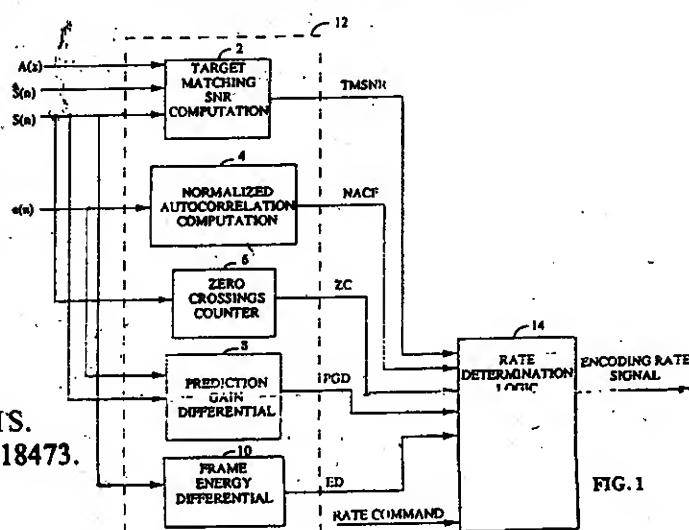 12
2
A(z)
TARGET
MATCHING
SNR
COMPUTATION
TMSNR
Ŝ(n)
S(n)
4
NORMALIZED
AUTOCORRELATION
COMPUTATION
NACF
e(n)
6
ZERO
CROSSINGS
COUNTER
ZC
14
RATE
DETERMINATION
LOGIC
ENCODING RATE
SIGNAL
8
PREDICTION
GAIN
DIFFERENTIAL
PGD
TS.
18473.
10
FRAME
ENERGY
DIFFERENTIAL
ED
FIG. 1
RATE COMMAND